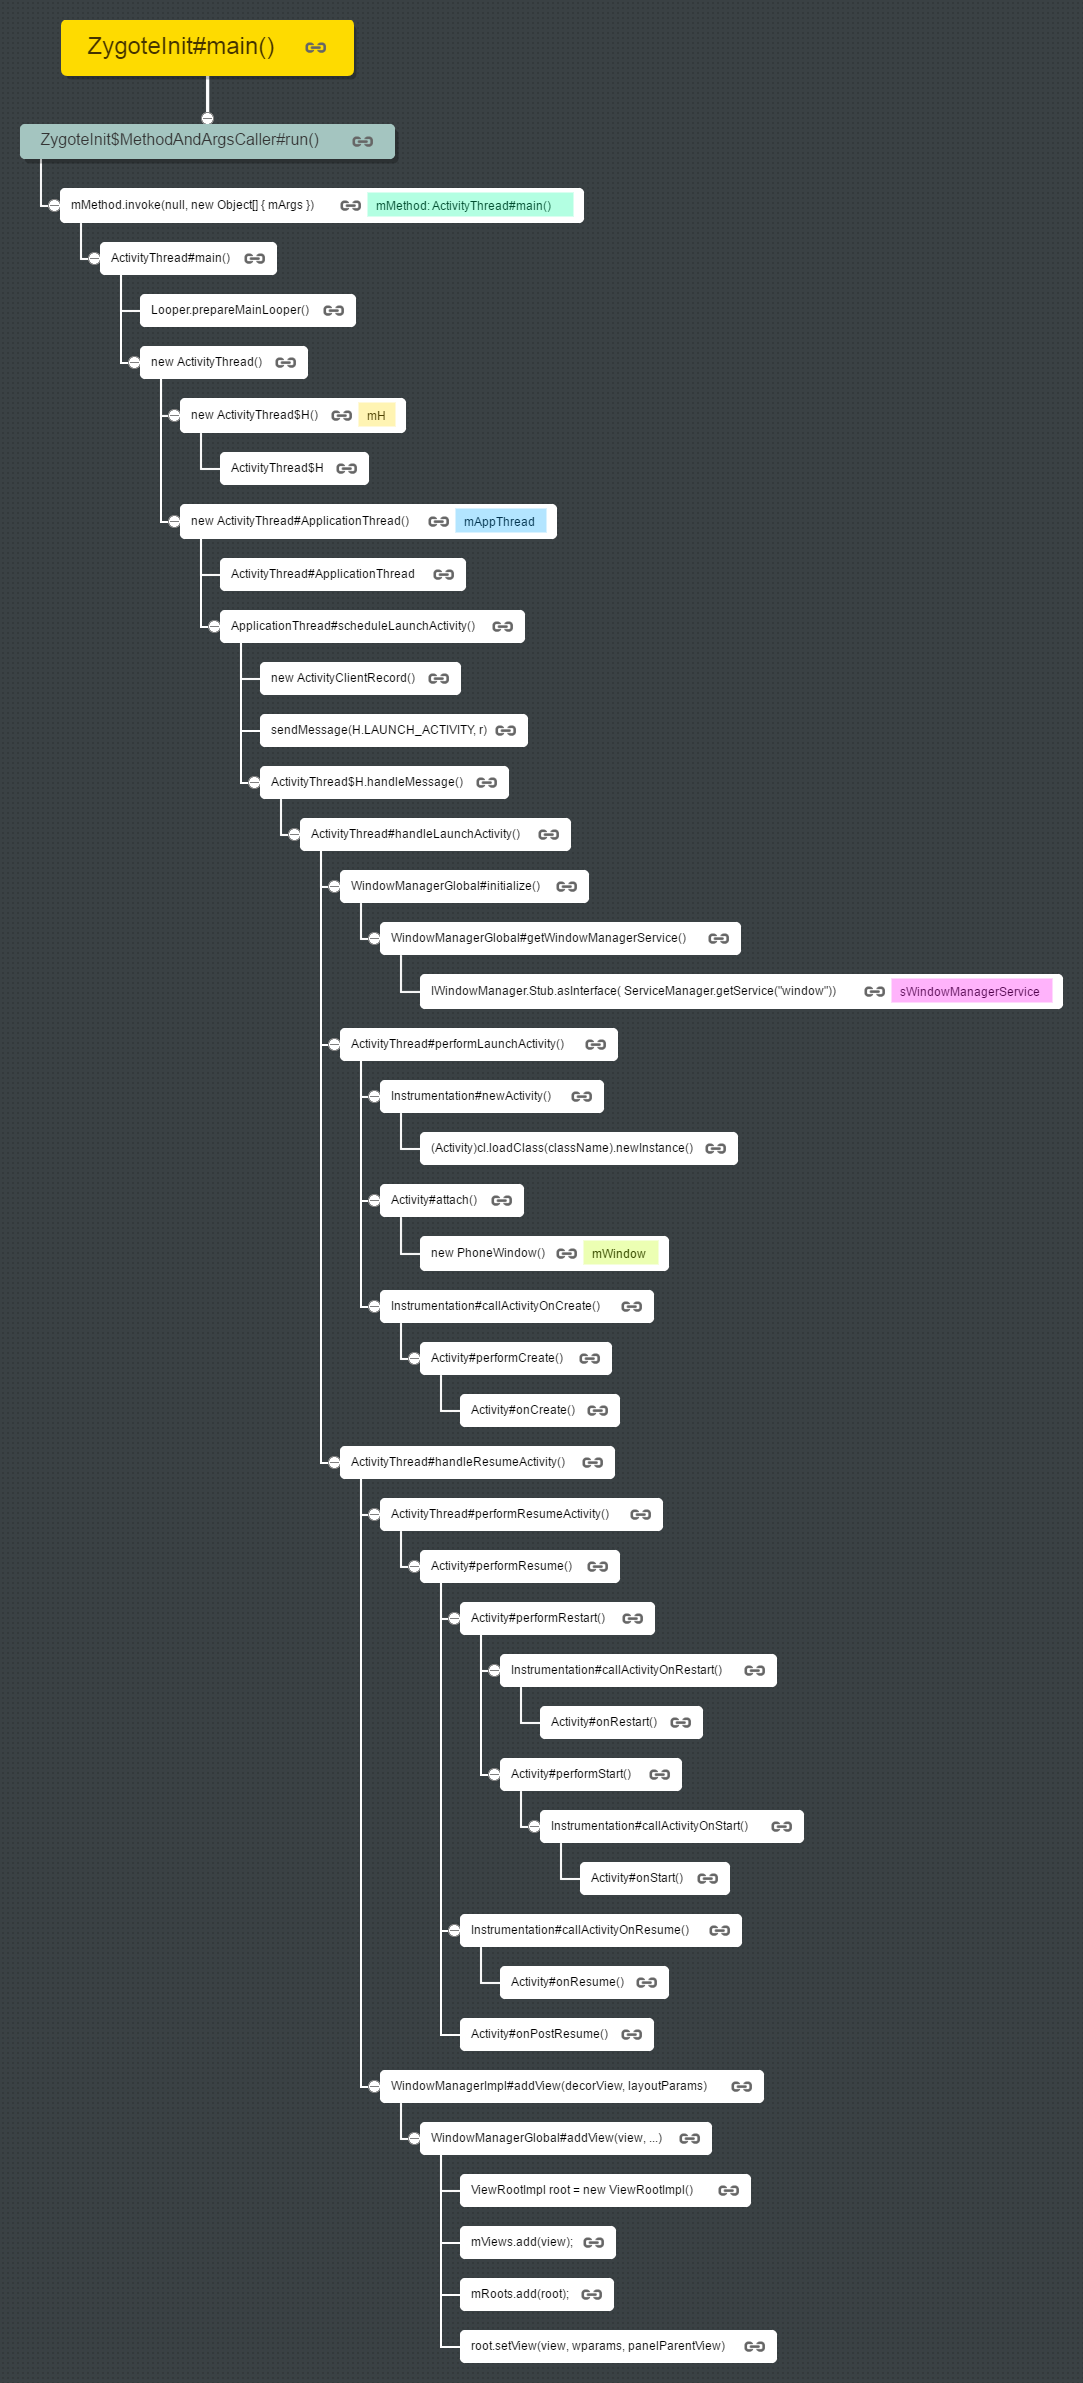 ZygoteInit#main()
ZygoteInit$MethodAndArgsCaller#run()
mMethod.invoke(null, new Object[] { mArgs }) mMethod: ActivityThread#main()
ActivityThread#main()
Looper.prepareMainLooper()
new ActivityThread()
new ActivityThread$H() mH
ActivityThread$H
new ActivityThread#ApplicationThread() mAppThread
ActivityThread#ApplicationThread
ApplicationThread#scheduleLaunchActivity()
new ActivityClientRecord()
sendMessage(H.LAUNCH_ACTIVITY, r)
ActivityThread$H.handleMessage()
ActivityThread#handleLaunchActivity()
WindowManagerGlobal#initialize()
WindowManagerGlobal#getWindowManagerService()
IWindowManager.Stub.asInterface( ServiceManager.getService("window")) sWindowManagerService
ActivityThread#performLaunchActivity()
Instrumentation#newActivity()
(Activity)cl.loadClass(className).newInstance()
Activity#attach()
new PhoneWindow() mWindow
Instrumentation#callActivityOnCreate()
Activity#performCreate()
Activity#onCreate()
ActivityThread#handleResumeActivity()
ActivityThread#performResumeActivity()
Activity#performResume()
Activity#performRestart()
Instrumentation#callActivityOnRestart()
Activity#onRestart()
Activity#performStart()
Instrumentation#callActivityOnStart()
Activity#onStart()
Instrumentation#callActivityOnResume()
Activity#onResume()
Activity#onPostResume()
WindowManagerImpl#addView(decorView, layoutParams)
WindowManagerGlobal#addView(view, ...)
ViewRootImpl root = new ViewRootImpl()
mViews.add(view);
mRoots.add(root);
root.setView(view, wparams, panelParentView)